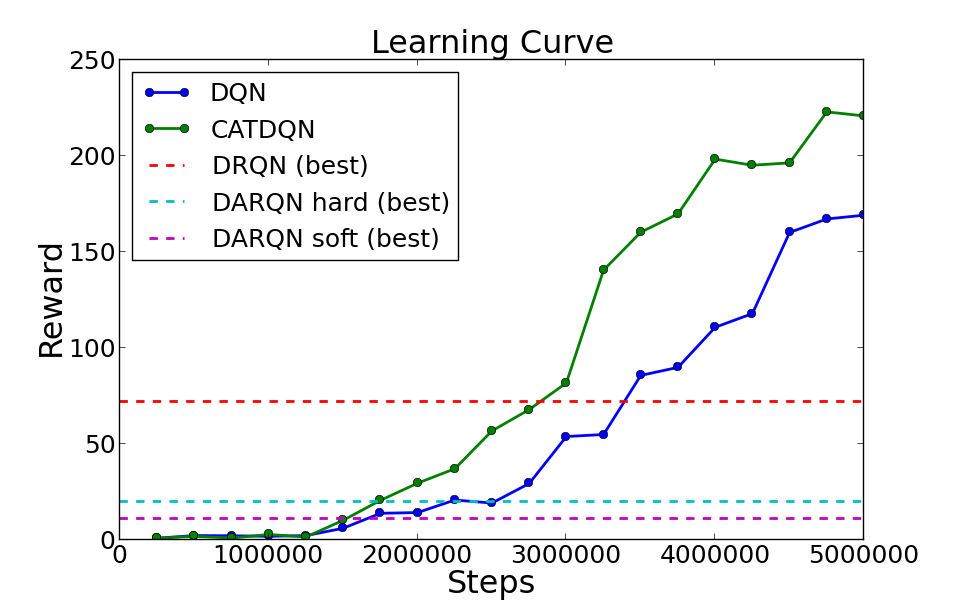 Learning Curve
250
200
150
100
50
0
DQN
CATDQN
DRQN (best)
DARQN hard (best)
DARQN soft (best)
Reward
0 1000000 2000000 3000000 4000000 5000000
Steps